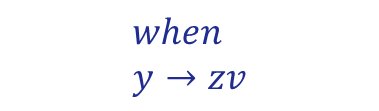 when
y → zv